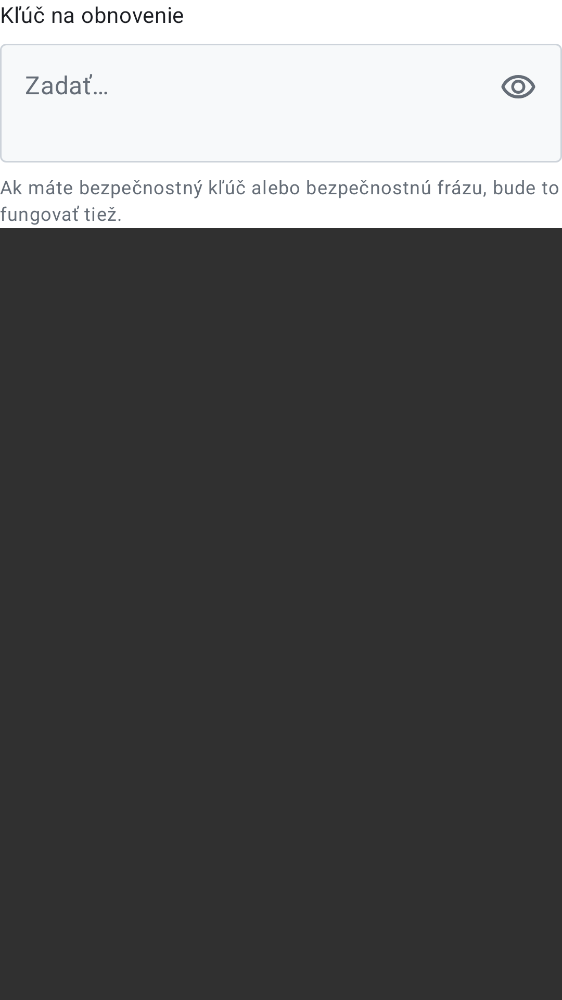 Kľúč na obnovenie
Zadať…
Ak máte bezpečnostný kľúč alebo bezpečnostnú frázu, bude to
fungovať tiež.